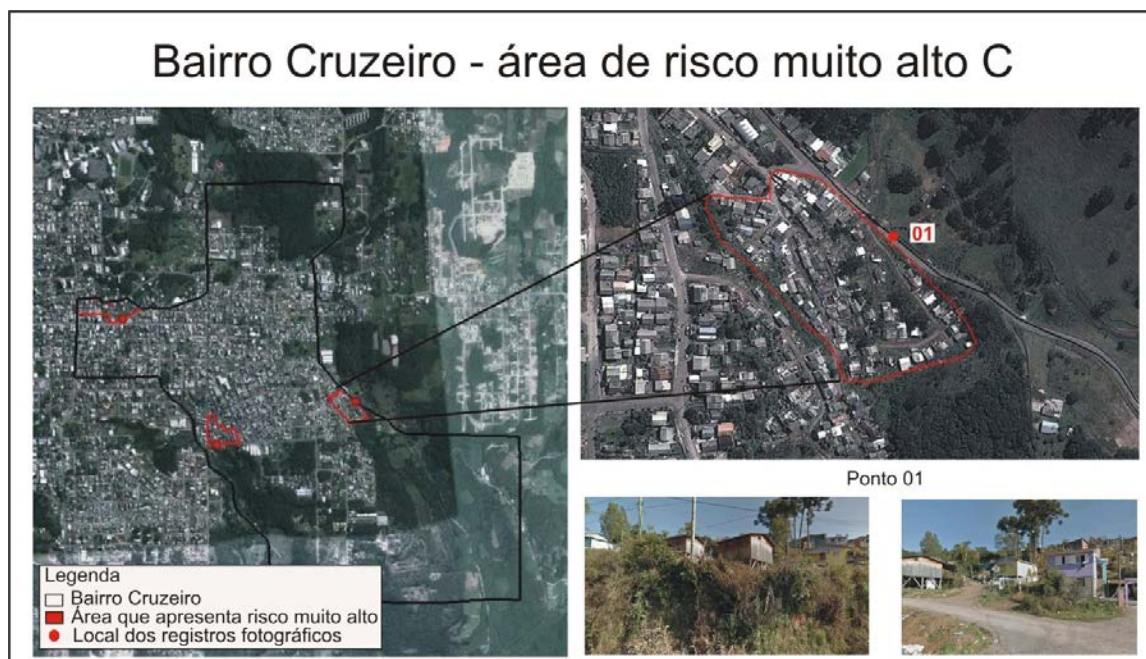 Bairro Cruzeiro - área de risco muito alto C
01
Ponto 01
Legenda
Bairro Cruzeiro
Área que apresenta risco muito alto
Local dos registros fotográficos